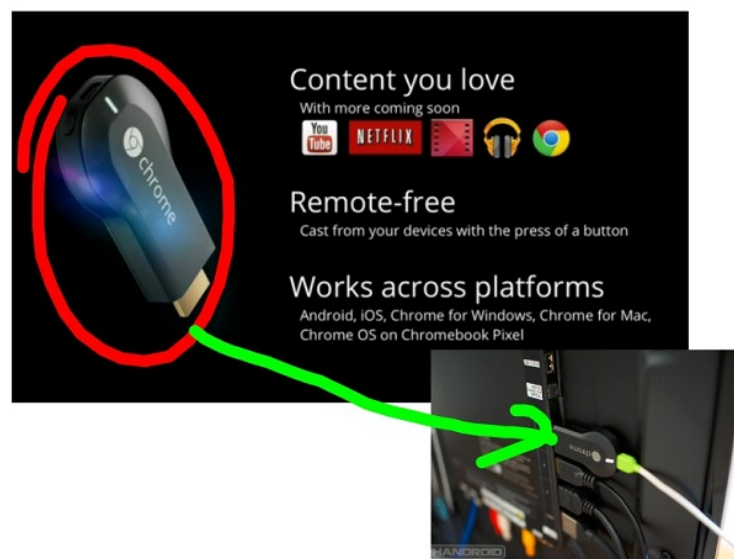 chrome
Content you love
With more coming soon
You
Tube
NETFLIX
Remote-free
Cast from your devices with the press of a button
Works across platforms
Android, iOS, Chrome for Windows, Chrome for Mac,
Chrome OS on Chromebook Pixel
chrome
HANDROID